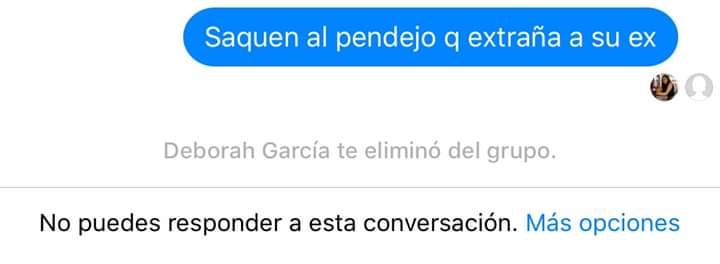 Saquen al pendejo q extraña a su ex
Deborah García te eliminó del grupo.
No puedes responder a esta conversación. Más opciones